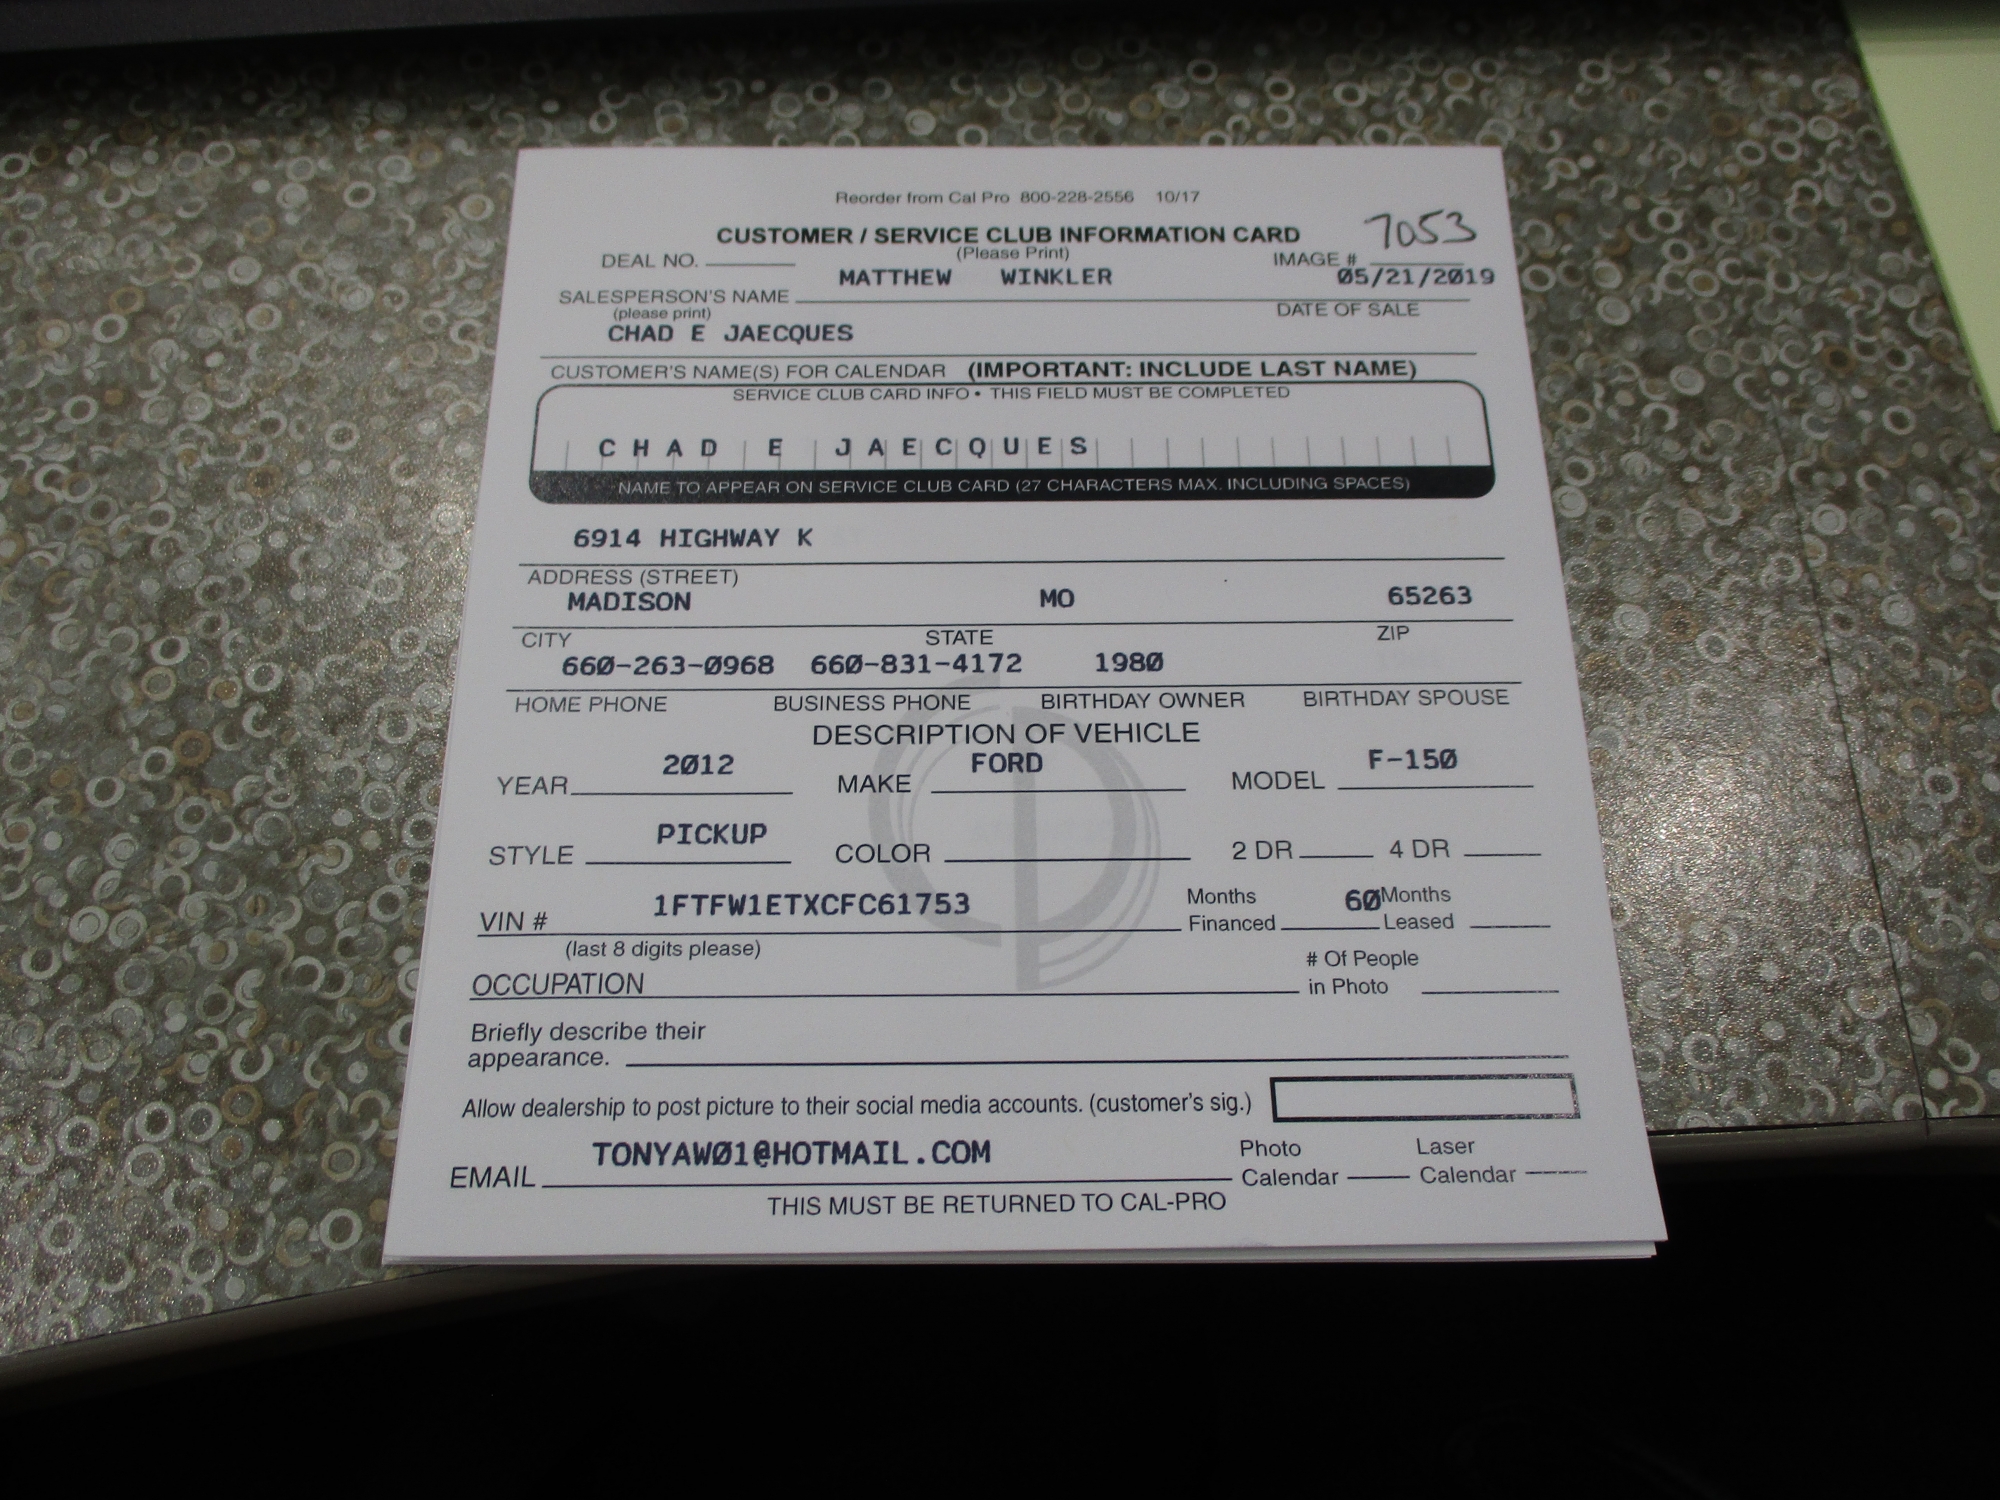 Reorder from Cal Pro 800-228-2556 10/17
CUSTOMER / SERVICE CLUB INFORMATION CARD
7053
(Please Print)
DEAL NO. IMAGE #
MATTHEW WINKLER 05/21/2019
SALESPERSON'S NAME DATE OF SALE
(please print)
CHAD E JAECQUES
CUSTOMER'S NAME(S) FOR CALENDAR (IMPORTANT: INCLUDE LAST NAME)
SERVICE CLUB CARD INFO • THIS FIELD MUST BE COMPLETED
CHAD E JAECQUES
NAME TO APPEAR ON SERVICE CLUB CARD (27 CHARACTERS MAX. INCLUDING SPACES)
6914 HIGHWAY K
ADDRESS (STREET)
MADISON MO 65263
CITY STATE ZIP
660-263-0968 660-831-4172 1980
HOME PHONE BUSINESS PHONE BIRTHDAY OWNER BIRTHDAY SPOUSE
DESCRIPTION OF VEHICLE
YEAR 2012 MAKE FORD MODEL F-150
STYLE PICKUP COLOR 2 DR 4 DR
VIN # 1FTFW1ETXCFC61753 Months Financed 60 Months Leased
(last 8 digits please)
OCCUPATION # Of People in Photo
Briefly describe their
appearance.
Allow dealership to post picture to their social media accounts. (customer's sig.)
EMAIL TONYAW01@HOTMAIL.COM Photo Calendar Laser Calendar
THIS MUST BE RETURNED TO CAL-PRO